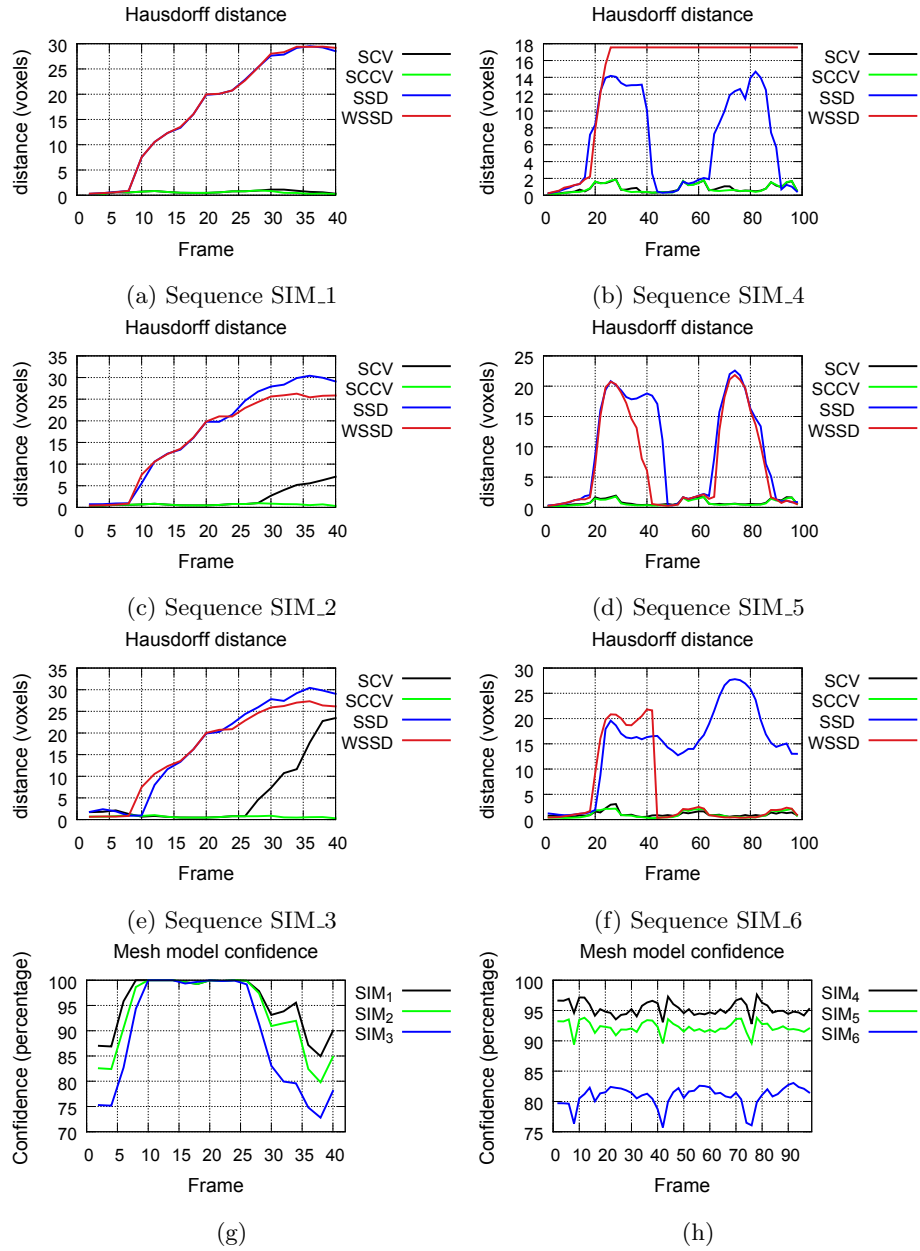 Hausdorff distance
distance (voxels)
30
25
20
15
10
5
0
0 5 10 15 20 25 30 35 40
Frame
SCV
SCCV
SSD
WSSD
(a) Sequence SIM_1
Hausdorff distance
distance (voxels)
18
16
14
12
10
8
6
4
2
0
0 20 40 60 80 100
Frame
SCV
SCCV
SSD
WSSD
(b) Sequence SIM_4
Hausdorff distance
distance (voxels)
35
30
25
20
15
10
5
0
0 5 10 15 20 25 30 35 40
Frame
SCV
SCCV
SSD
WSSD
(c) Sequence SIM_2
Hausdorff distance
distance (voxels)
25
20
15
10
5
0
0 20 40 60 80 100
Frame
SCV
SCCV
SSD
WSSD
(d) Sequence SIM_5
Hausdorff distance
distance (voxels)
35
30
25
20
15
10
5
0
0 5 10 15 20 25 30 35 40
Frame
SCV
SCCV
SSD
WSSD
(e) Sequence SIM_3
Hausdorff distance
distance (voxels)
30
25
20
15
10
5
0
0 20 40 60 80 100
Frame
SCV
SCCV
SSD
WSSD
(f) Sequence SIM_6
Mesh model confidence
Confidence (percentage)
100
95
90
85
80
75
70
0 5 10 15 20 25 30 35 40
Frame
SIM₁
SIM₂
SIM₃
(g)
Mesh model confidence
Confidence (percentage)
100
95
90
85
80
75
0 10 20 30 40 50 60 70 80 90
Frame
SIM₄
SIM₅
SIM₆
(h)